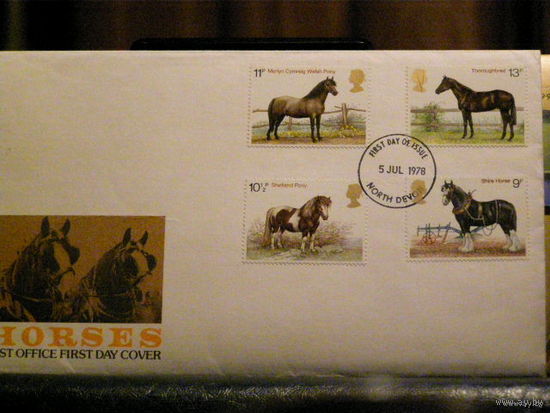 11P Merlyn Cymreig Welsh Pony
Thoroughbred 13P
FIRST DAY OF ISSUE
5 JUL 1978
NORTH DEVON
10½P Shetland Pony
Shire Horse 9P
HORSES
ST OFFICE FIRST DAY COVER